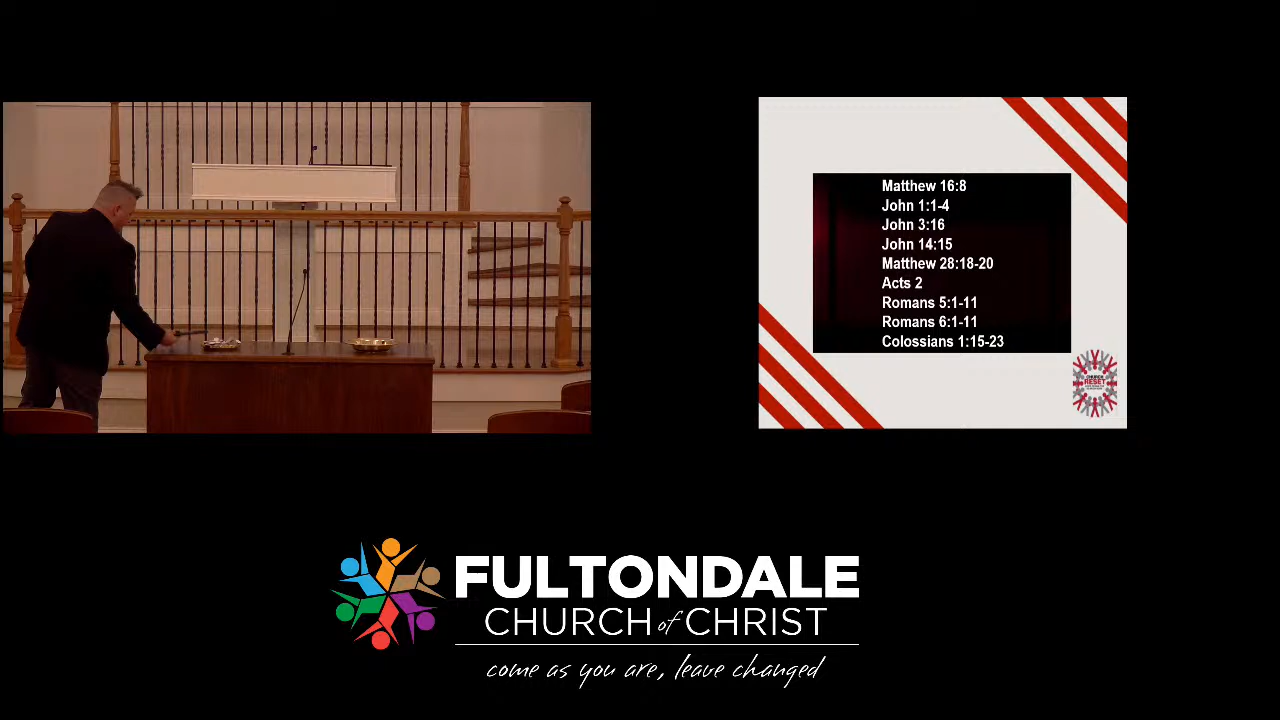 Matthew 16:8
John 1:1-4
John 3:16
John 14:15
Matthew 28:18-20
Acts 2
Romans 5:1-11
Romans 6:1-11
Colossians 1:15-23
CHURCH
RESET
FULTONDALE
CHURCH of CHRIST
come as you are, leave changed